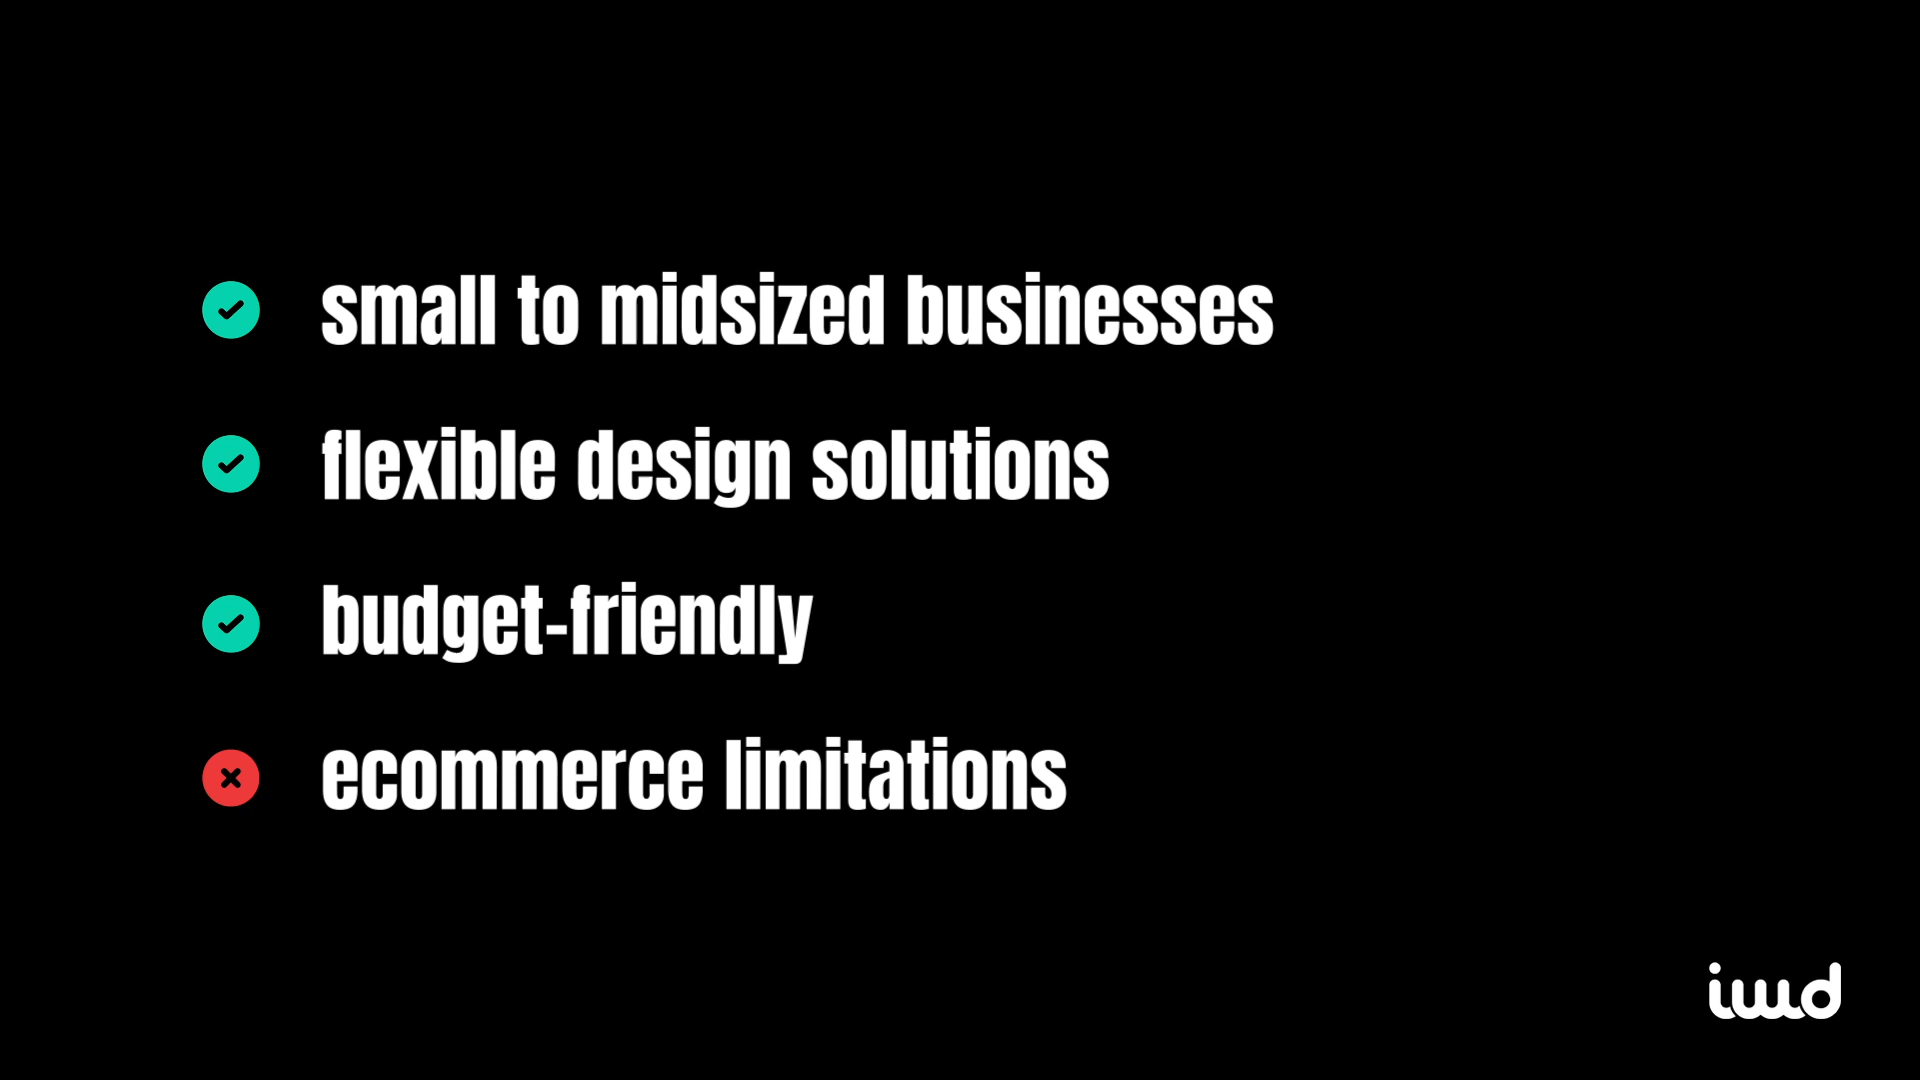 small to midsized businesses
flexible design solutions
budget-friendly
ecommerce limitations
iwd